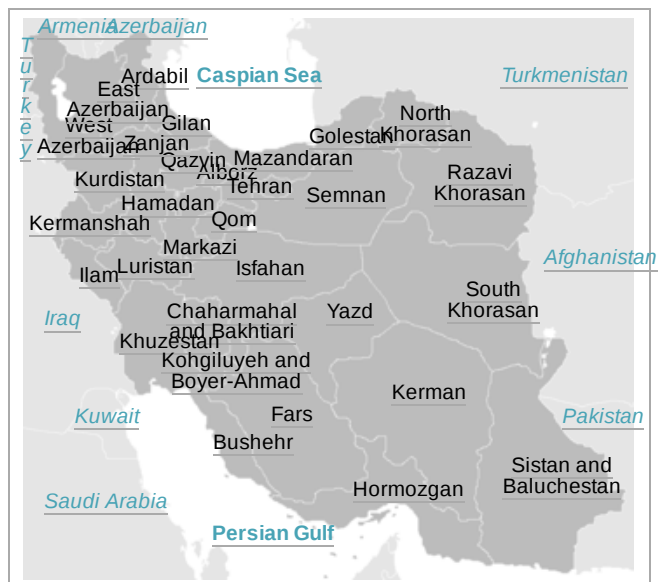 Armenia
Azerbaijan
Turkey
Ardabil
Caspian Sea
Turkmenistan
East
Azerbaijan
West
Azerbaijan
Gilan
Zanjan
Golestan
North
Khorasan
Qazvin
Mazandaran
Alborz
Tehran
Kurdistan
Semnan
Razavi
Khorasan
Hamadan
Kermanshah
Qom
Markazi
Luristan
Ilam
Isfahan
Afghanistan
South
Khorasan
Iraq
Chaharmahal
and Bakhtiari
Yazd
Khuzestan
Kohgiluyeh and
Boyer-Ahmad
Kerman
Kuwait
Fars
Pakistan
Bushehr
Sistan and
Baluchestan
Hormozgan
Saudi Arabia
Persian Gulf